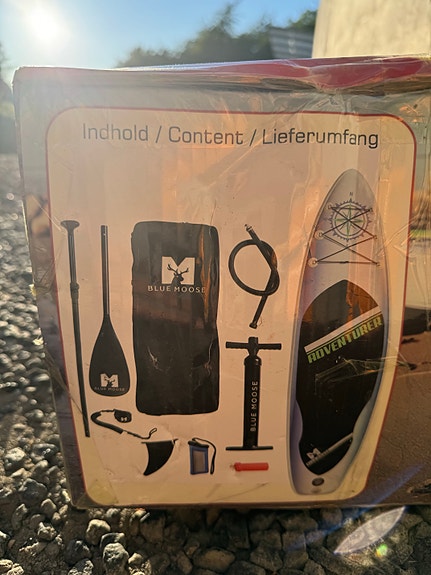 Indhold / Content / Lieferumfang
BLUE MOOSE
ADVENTURER
BLUE MOOSE
BLUE MOOSE